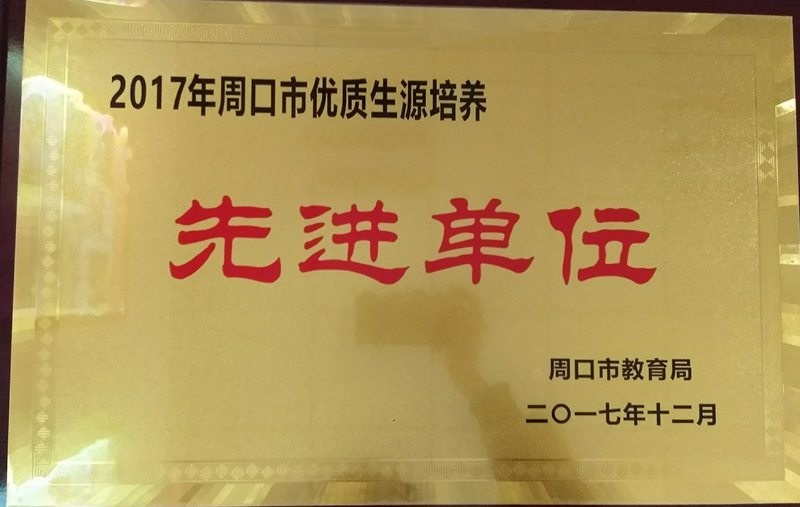 2017年周口市优质生源培养
先进单位
周口市教育局
二〇一七年十二月